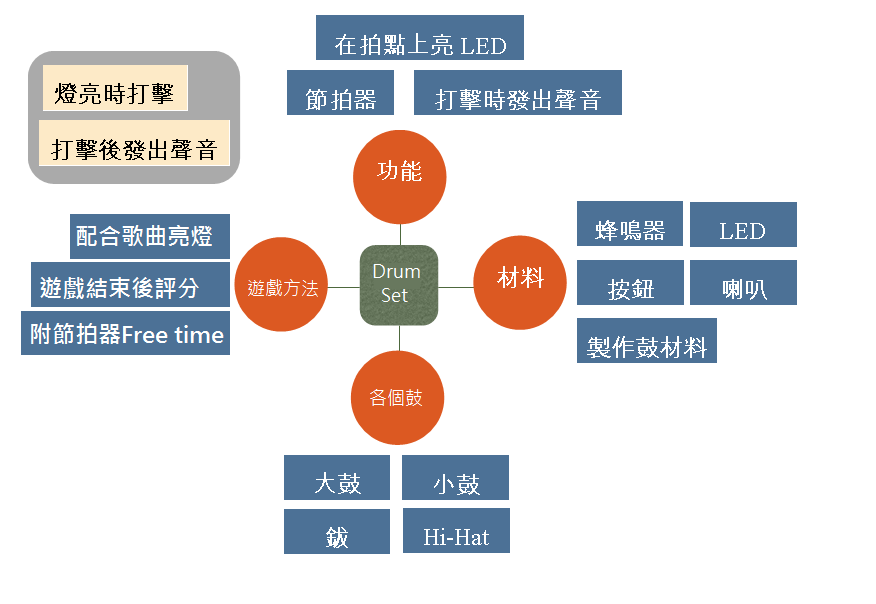 在拍點上亮 LED
節拍器
打擊時發出聲音
燈亮時打擊
打擊後發出聲音
功能
配合歌曲亮燈
遊戲結束後評分
附節拍器Free time
遊戲方法
Drum
Set
材料
蜂鳴器
LED
按鈕
喇叭
製作鼓材料
各個鼓
大鼓
小鼓
鈸
Hi-Hat